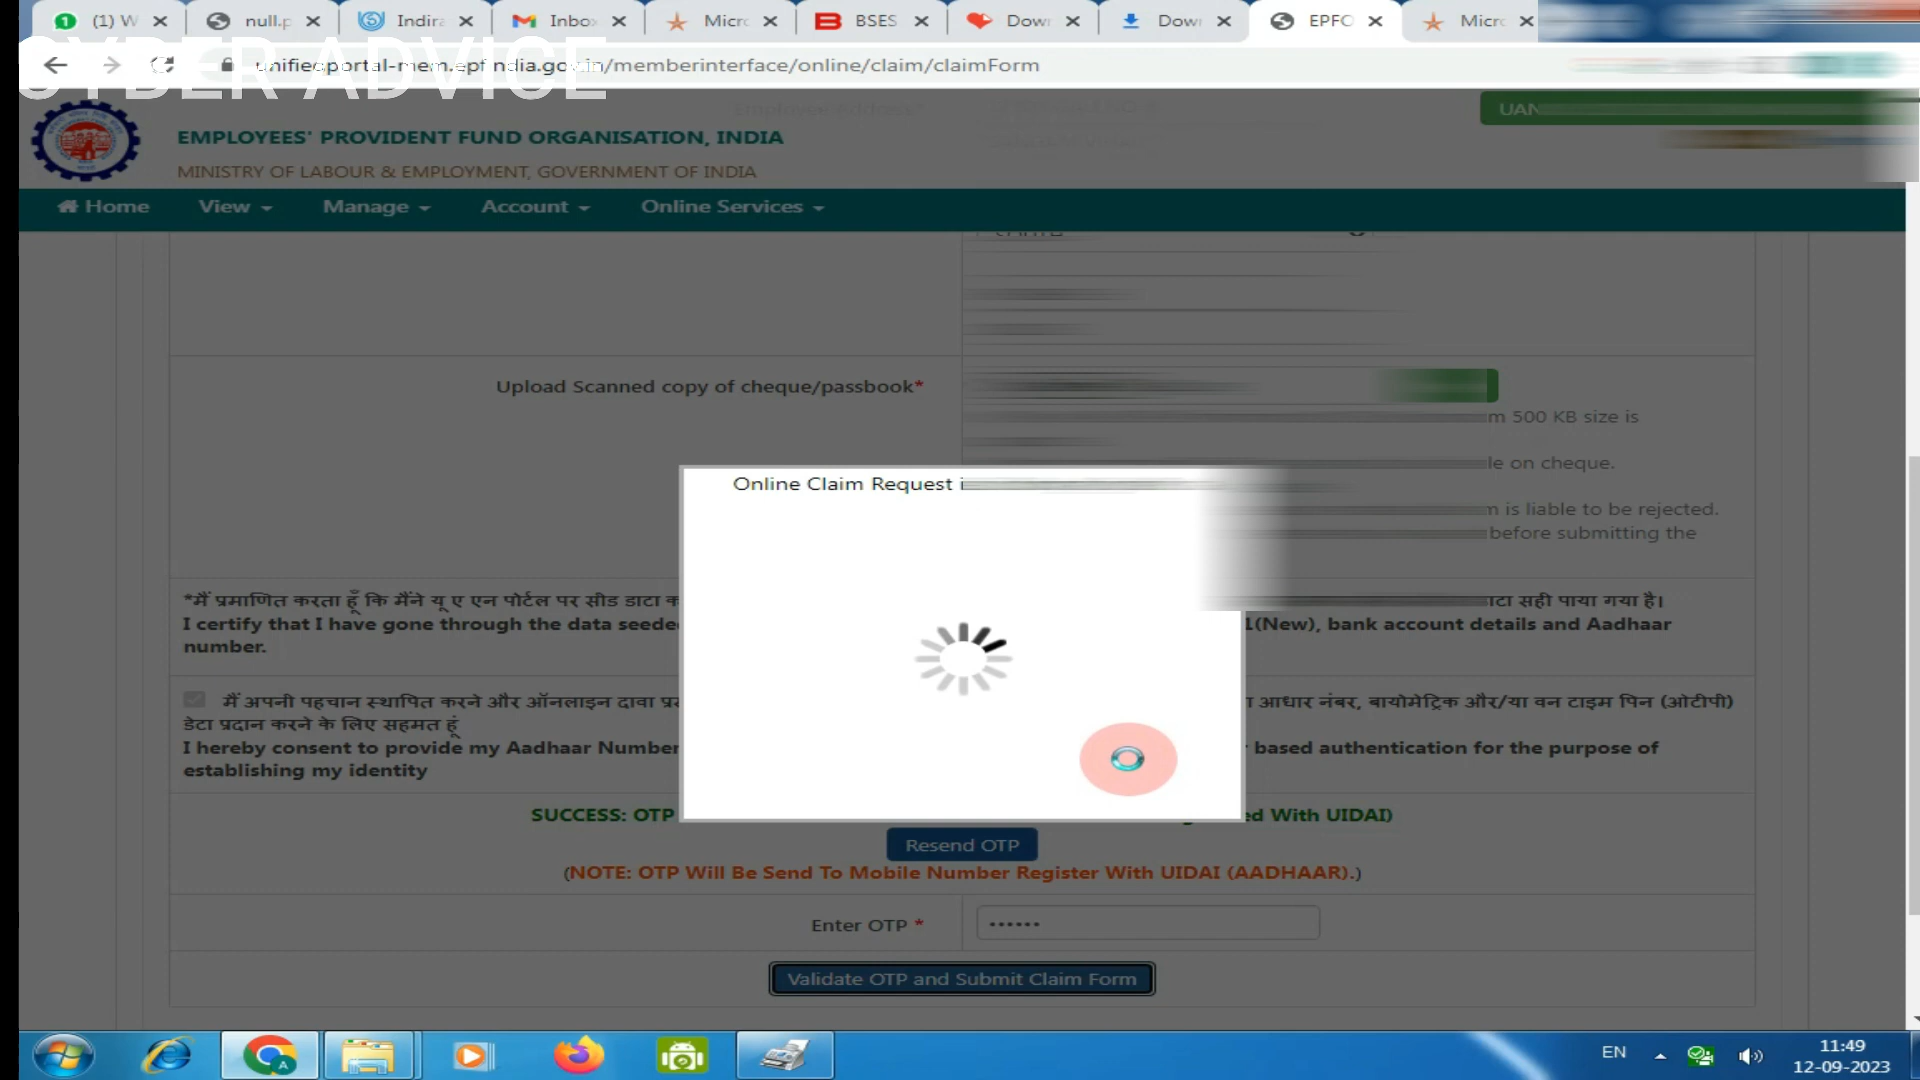 (1) W
null.p
Indira
Inbo
Micro
BSES
Dow
Dow
EPFO
Micro
CYBER ADVICE
unifiedportal-mem.epfindia.gov.in/memberinterface/online/claim/claimForm
UAN
EMPLOYEES' PROVIDENT FUND ORGANISATION, INDIA
MINISTRY OF LABOUR & EMPLOYMENT, GOVERNMENT OF INDIA
Home View Manage Account Online Services
Upload Scanned copy of cheque/passbook*
500 KB size is
on cheque.
is liable to be rejected.
before submitting the
Online Claim Request
*मैं प्रमाणित करता हूँ कि मैंने यू ए एन पोर्टल पर सीड डाटा सही पाया गया है।
I certify that I have gone through the data seede 1(New), bank account details and Aadhaar
number.
मैं अपनी पहचान स्थापित करने और ऑनलाइन दावा आधार नंबर, बायोमेट्रिक और/या वन टाइम पिन (ओटीपी)
डेटा प्रदान करने के लिए सहमत हूं
I hereby consent to provide my Aadhaar Number based authentication for the purpose of
establishing my identity
SUCCESS: OTP ed With UIDAI)
Resend OTP
(NOTE: OTP Will Be Send To Mobile Number Register With UIDAI (AADHAAR).)
Enter OTP *
Validate OTP and Submit Claim Form
EN
11:49
12-09-2023